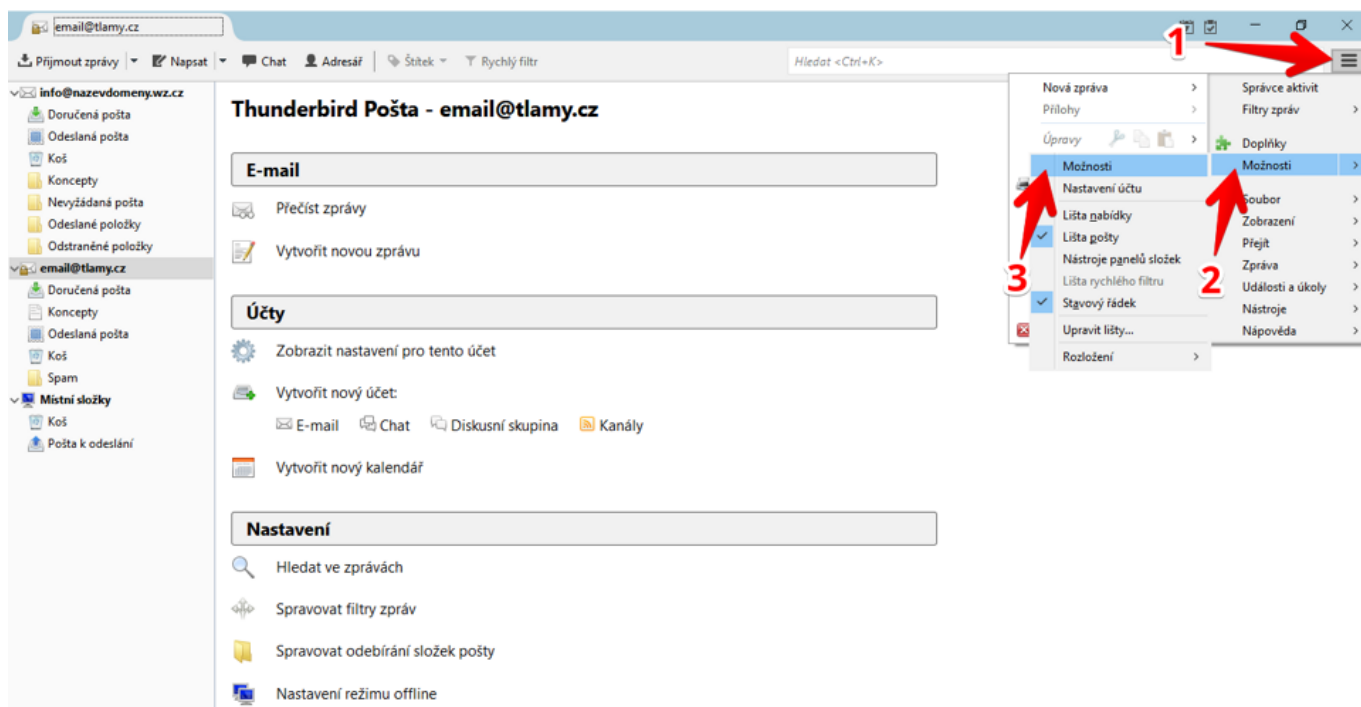 email@tlamy.cz
1
Přijmout zprávy
Napsat
Chat
Adresář
Štítek
Rychlý filtr
Hledat <Ctrl+K>
info@nazevdomeny.wz.cz
Doručená pošta
Odeslaná pošta
Koš
Koncepty
Nevyžádaná pošta
Odeslané položky
Odstraněné položky
email@tlamy.cz
Doručená pošta
Koncepty
Odeslaná pošta
Koš
Spam
Místní složky
Koš
Pošta k odeslání
Thunderbird Pošta - email@tlamy.cz
E-mail
Přečíst zprávy
Vytvořit novou zprávu
Účty
Zobrazit nastavení pro tento účet
Vytvořit nový účet:
E-mail
Chat
Diskusní skupina
Kanály
Vytvořit nový kalendář
Nastavení
Hledat ve zprávách
Spravovat filtry zpráv
Spravovat odebírání složek pošty
Nastavení režimu offline
Nová zpráva
Přílohy
Úpravy
Možnosti
Nastavení účtu
Lišta nabídky
Lišta pošty
Nástroje panelů složek
Lišta rychlého filtru
Stavový řádek
Upravit lišty...
Rozložení
3
Správce aktivit
Filtry zpráv
Doplňky
Možnosti
Soubor
Zobrazení
Přejít
Zpráva
Události a úkoly
Nástroje
Nápověda
2